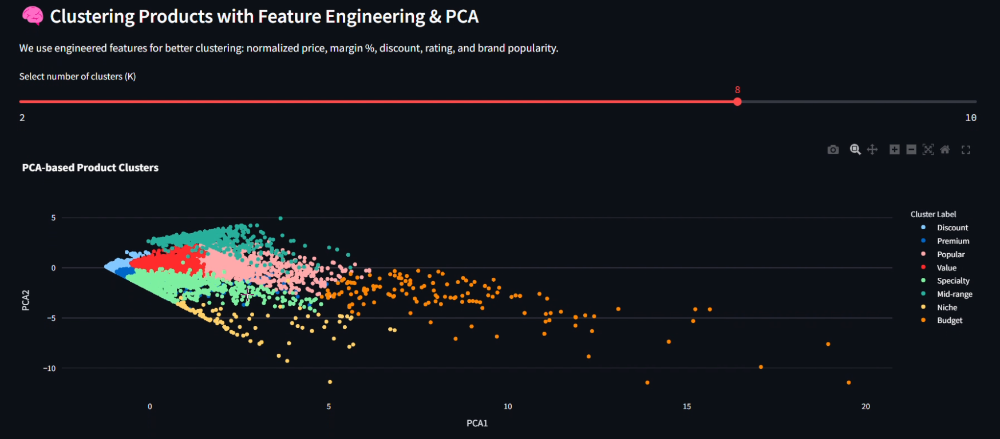 Clustering Products with Feature Engineering & PCA
We use engineered features for better clustering: normalized price, margin %, discount, rating, and brand popularity.
Select number of clusters (K)
8
2
10
PCA-based Product Clusters
Cluster Label
Discount
Premium
Popular
Value
Specialty
Mid-range
Niche
Budget
5
0
−5
−10
PCA2
0
5
10
15
20
PCA1